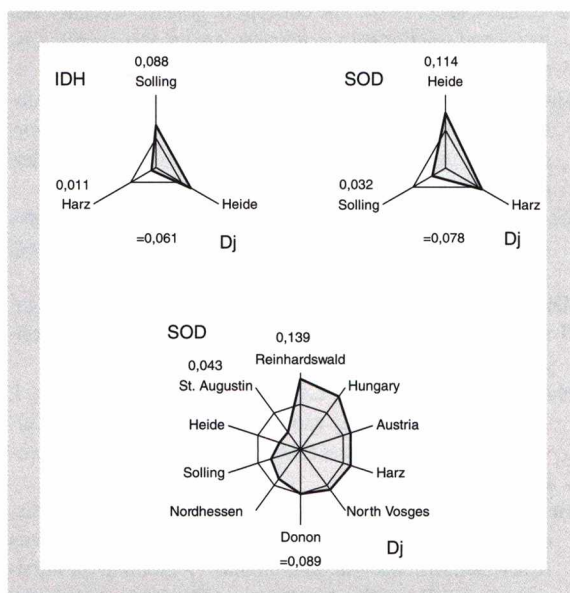 0,088
IDH
Solling
0,011
Harz
Heide
=0,061
Dj
0,114
SOD
Heide
0,032
Solling
Harz
=0,078
Dj
SOD
0,139
Reinhardswald
0,043
St. Augustin
Hungary
Heide
Austria
Solling
Harz
Nordhessen
North Vosges
Donon
Dj
=0,089